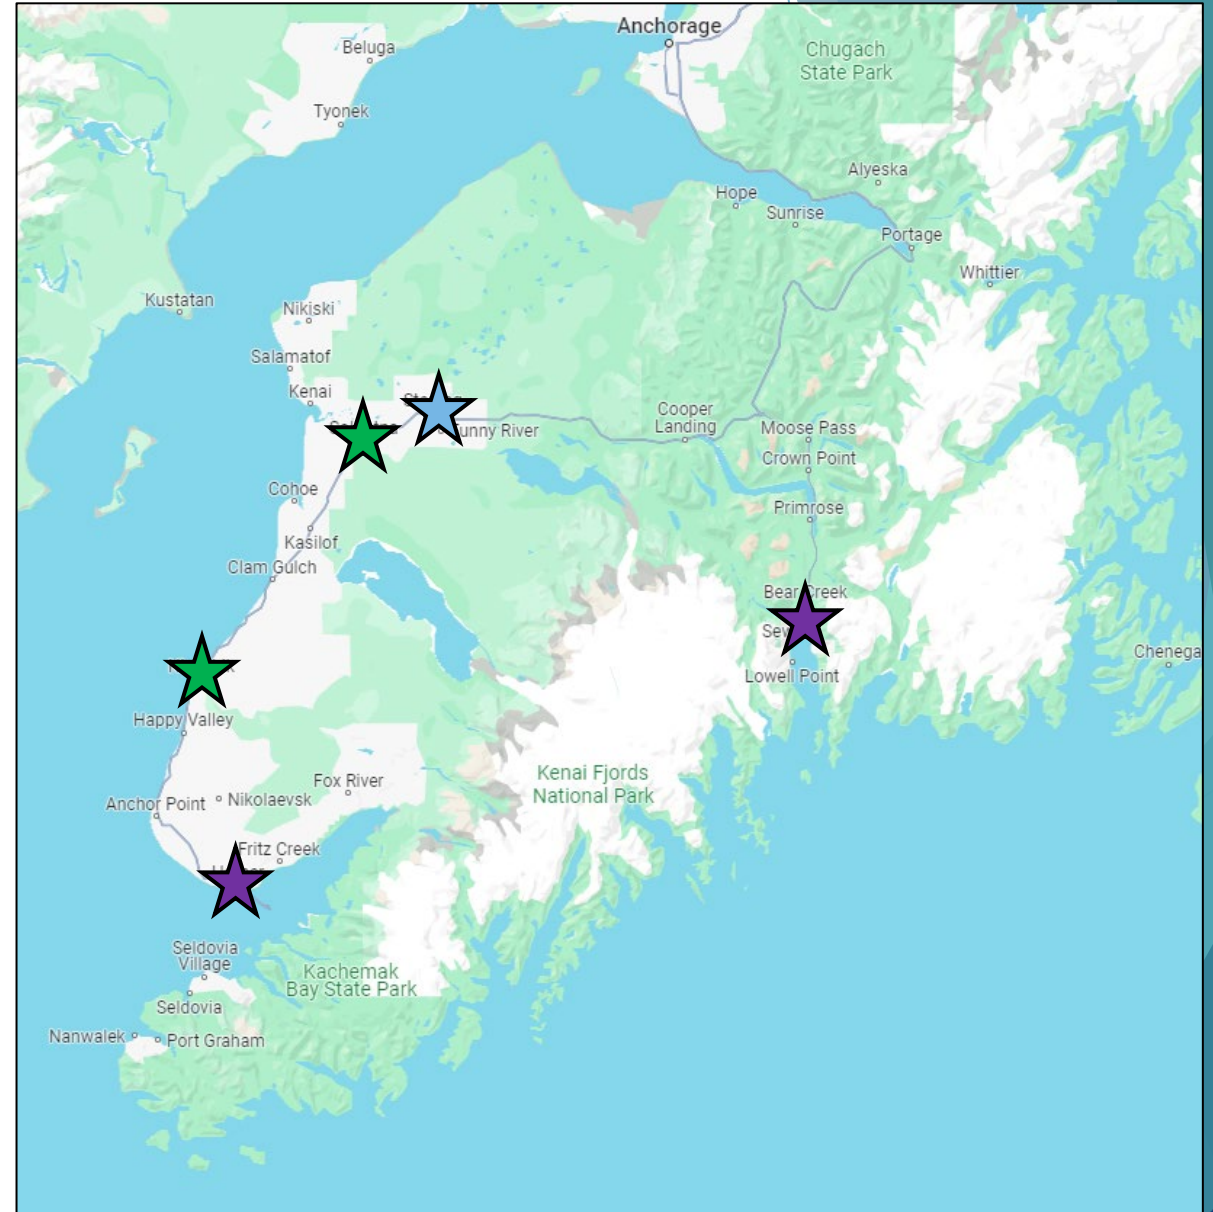 Anchorage
Chugach
State Park
Beluga
Tyonek
Alyeska
Hope
Sunrise
Portage
Whittier
Kustatan
Nikiski
Salamatof
Kenai
Cooper
Landing
Moose Pass
Funny River
Crown Point
Cohoe
Primrose
Kasilof
Clam Gulch
Bear Creek
Chenega
Lowell Point
Happy Valley
Kenai Fjords
National Park
Fox River
Anchor Point
Nikolaevsk
Fritz Creek
Seldovia
Village
Kachemak
Bay State Park
Seldovia
Nanwalek
Port Graham